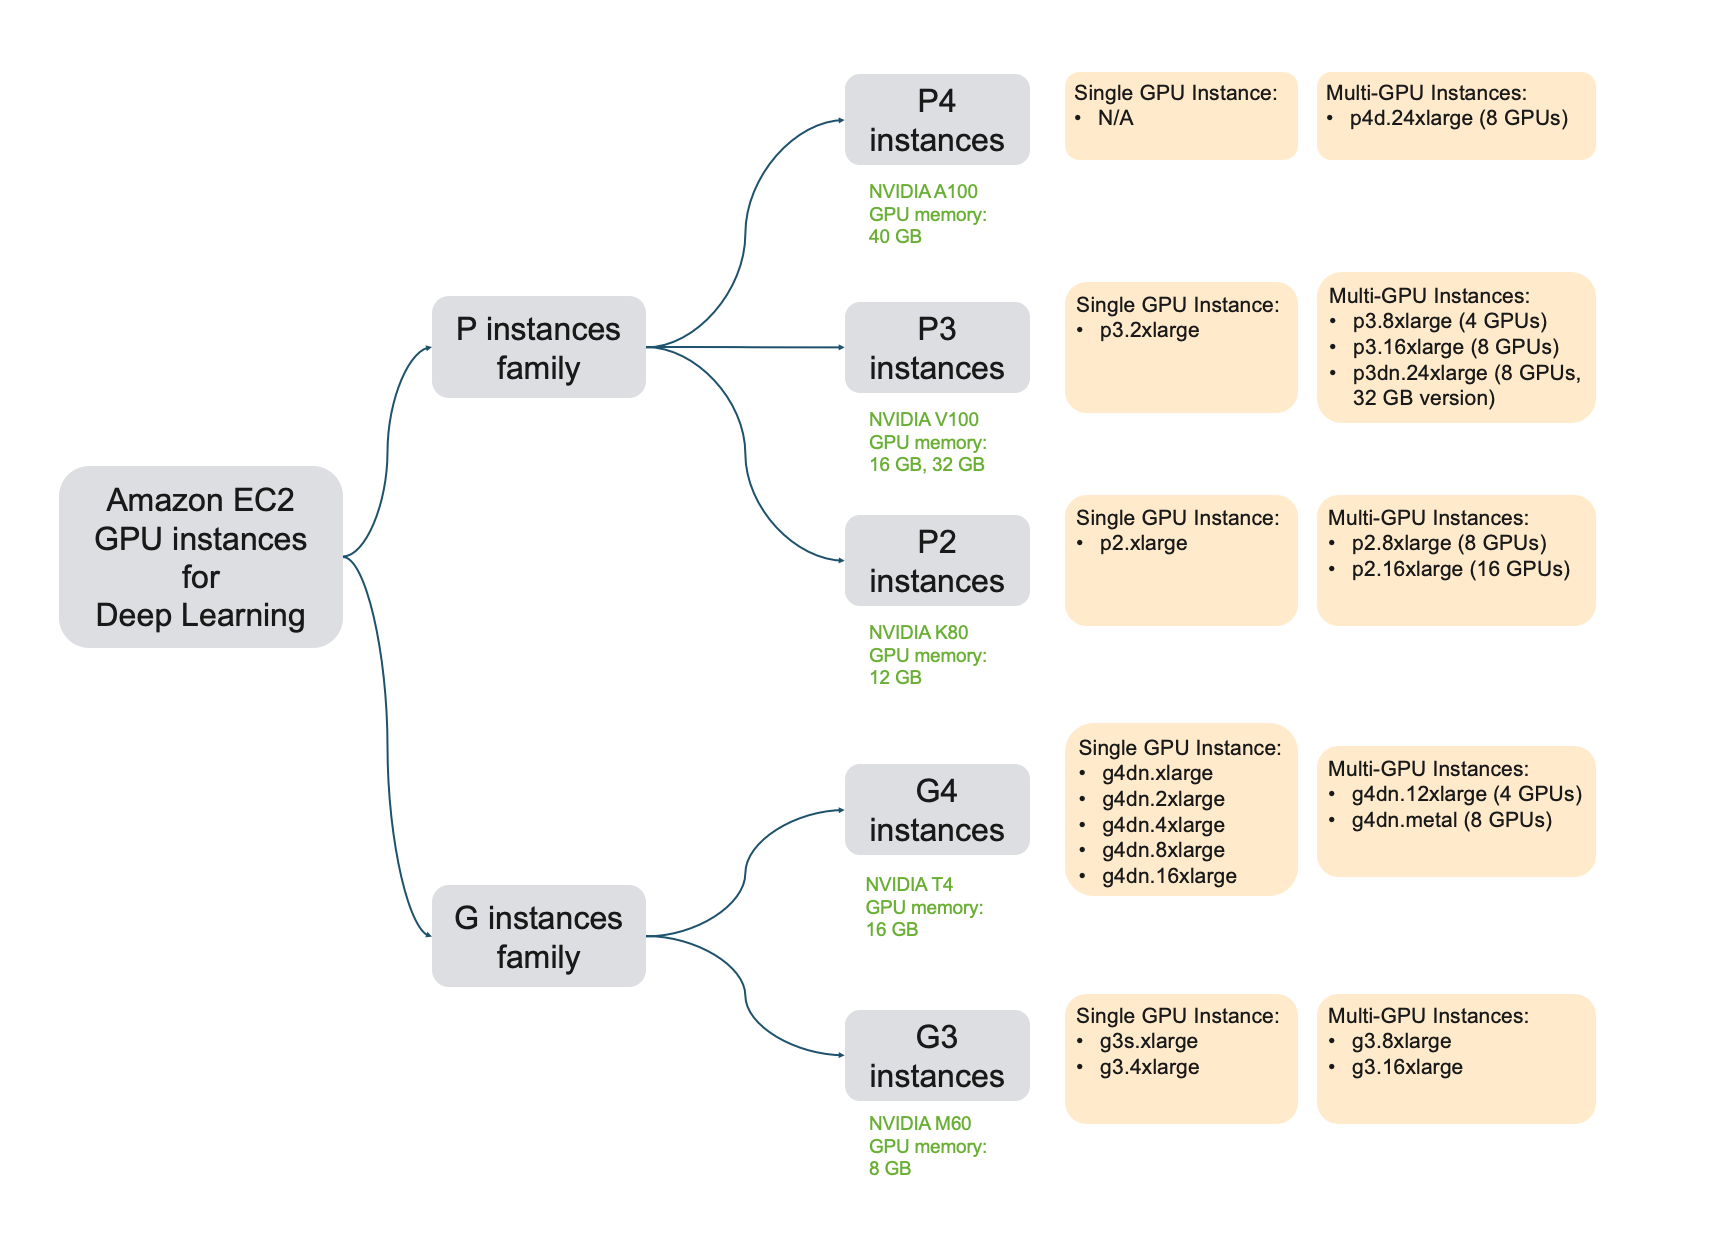 Amazon EC2
GPU instances
for
Deep Learning
P instances
family
P4
instances
NVIDIA A100
GPU memory:
40 GB
Single GPU Instance:
• N/A
Multi-GPU Instances:
• p4d.24xlarge (8 GPUs)
P3
instances
NVIDIA V100
GPU memory:
16 GB, 32 GB
Single GPU Instance:
• p3.2xlarge
Multi-GPU Instances:
• p3.8xlarge (4 GPUs)
• p3.16xlarge (8 GPUs)
• p3dn.24xlarge (8 GPUs,
32 GB version)
P2
instances
NVIDIA K80
GPU memory:
12 GB
Single GPU Instance:
• p2.xlarge
Multi-GPU Instances:
• p2.8xlarge (8 GPUs)
• p2.16xlarge (16 GPUs)
G instances
family
G4
instances
NVIDIA T4
GPU memory:
16 GB
Single GPU Instance:
• g4dn.xlarge
• g4dn.2xlarge
• g4dn.4xlarge
• g4dn.8xlarge
• g4dn.16xlarge
Multi-GPU Instances:
• g4dn.12xlarge (4 GPUs)
• g4dn.metal (8 GPUs)
G3
instances
NVIDIA M60
GPU memory:
8 GB
Single GPU Instance:
• g3s.xlarge
• g3.4xlarge
Multi-GPU Instances:
• g3.8xlarge
• g3.16xlarge